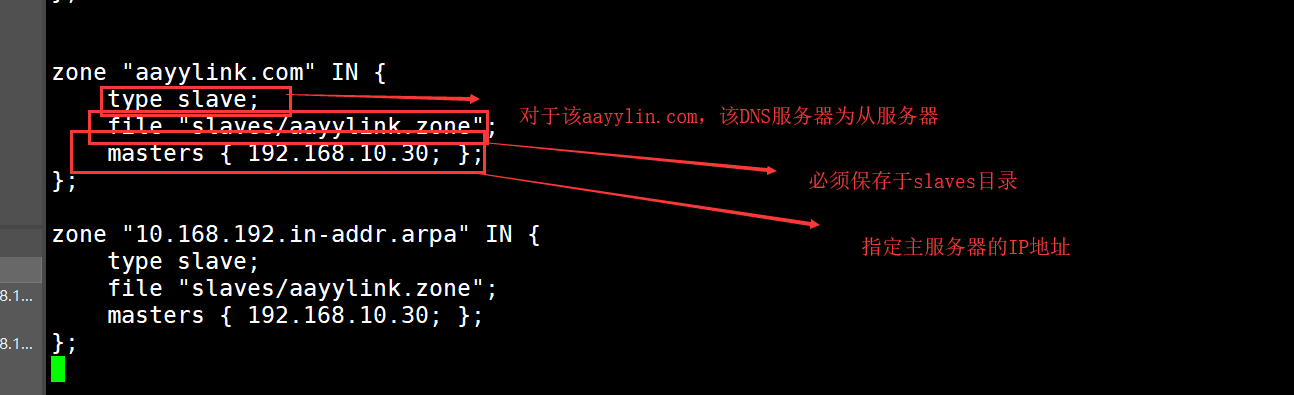 };
zone "aayylink.com" IN {
type slave;
file "slaves/aayylink.zone";
masters { 192.168.10.30; };
};
对于该aayylin.com，该DNS服务器为从服务器
必须保存于slaves目录
指定主服务器的IP地址
zone "10.168.192.in-addr.arpa" IN {
type slave;
file "slaves/aayylink.zone";
masters { 192.168.10.30; };
};
8.1...
8.1...